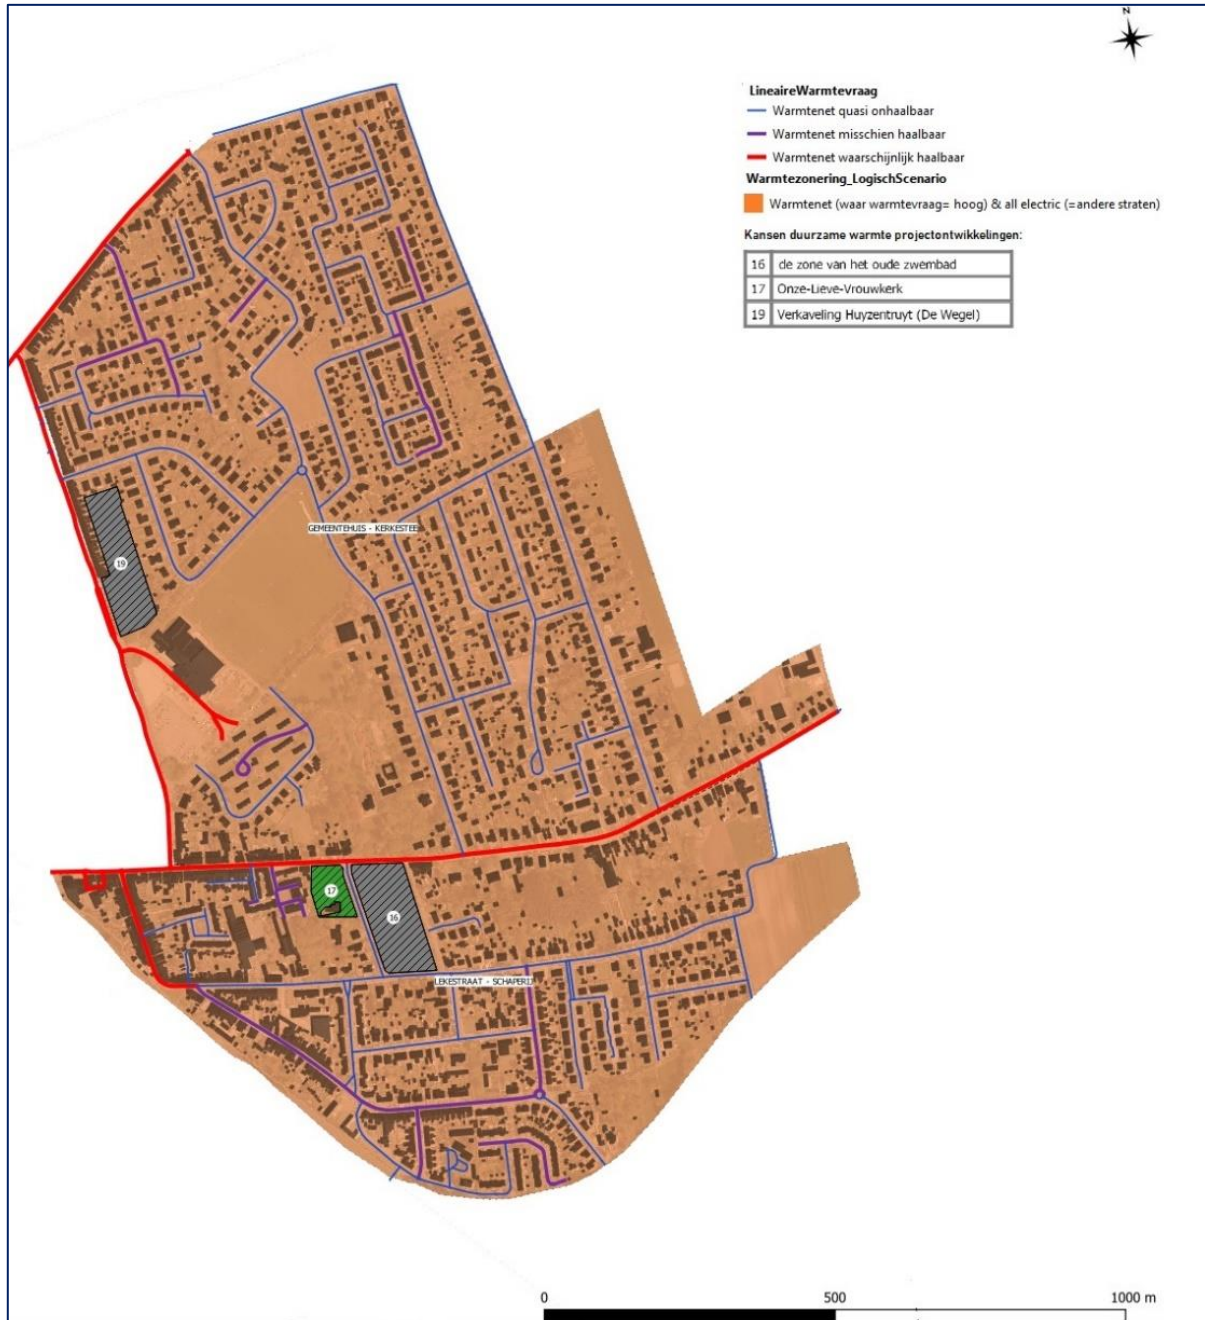 N
LineaireWarmtevraag
Warmtenet quasi onhaalbaar
Warmtenet misschien haalbaar
Warmtenet waarschijnlijk haalbaar
Warmtezonering_LogischScenario
Warmtenet (waar warmtevraag= hoog) & all electric (=andere straten)
Kansen duurzame warmte projectontwikkelingen:
16 de zone van het oude zwembad
17 Onze-Lieve-Vrouwkerk
19 Verkaveling Huyzentruyt (De Wegel)
GEMEENTEHUIS - KERKESTEE
19
17
16
LEKESTRAAT - SCHAPERIJ
0 500 1000 m